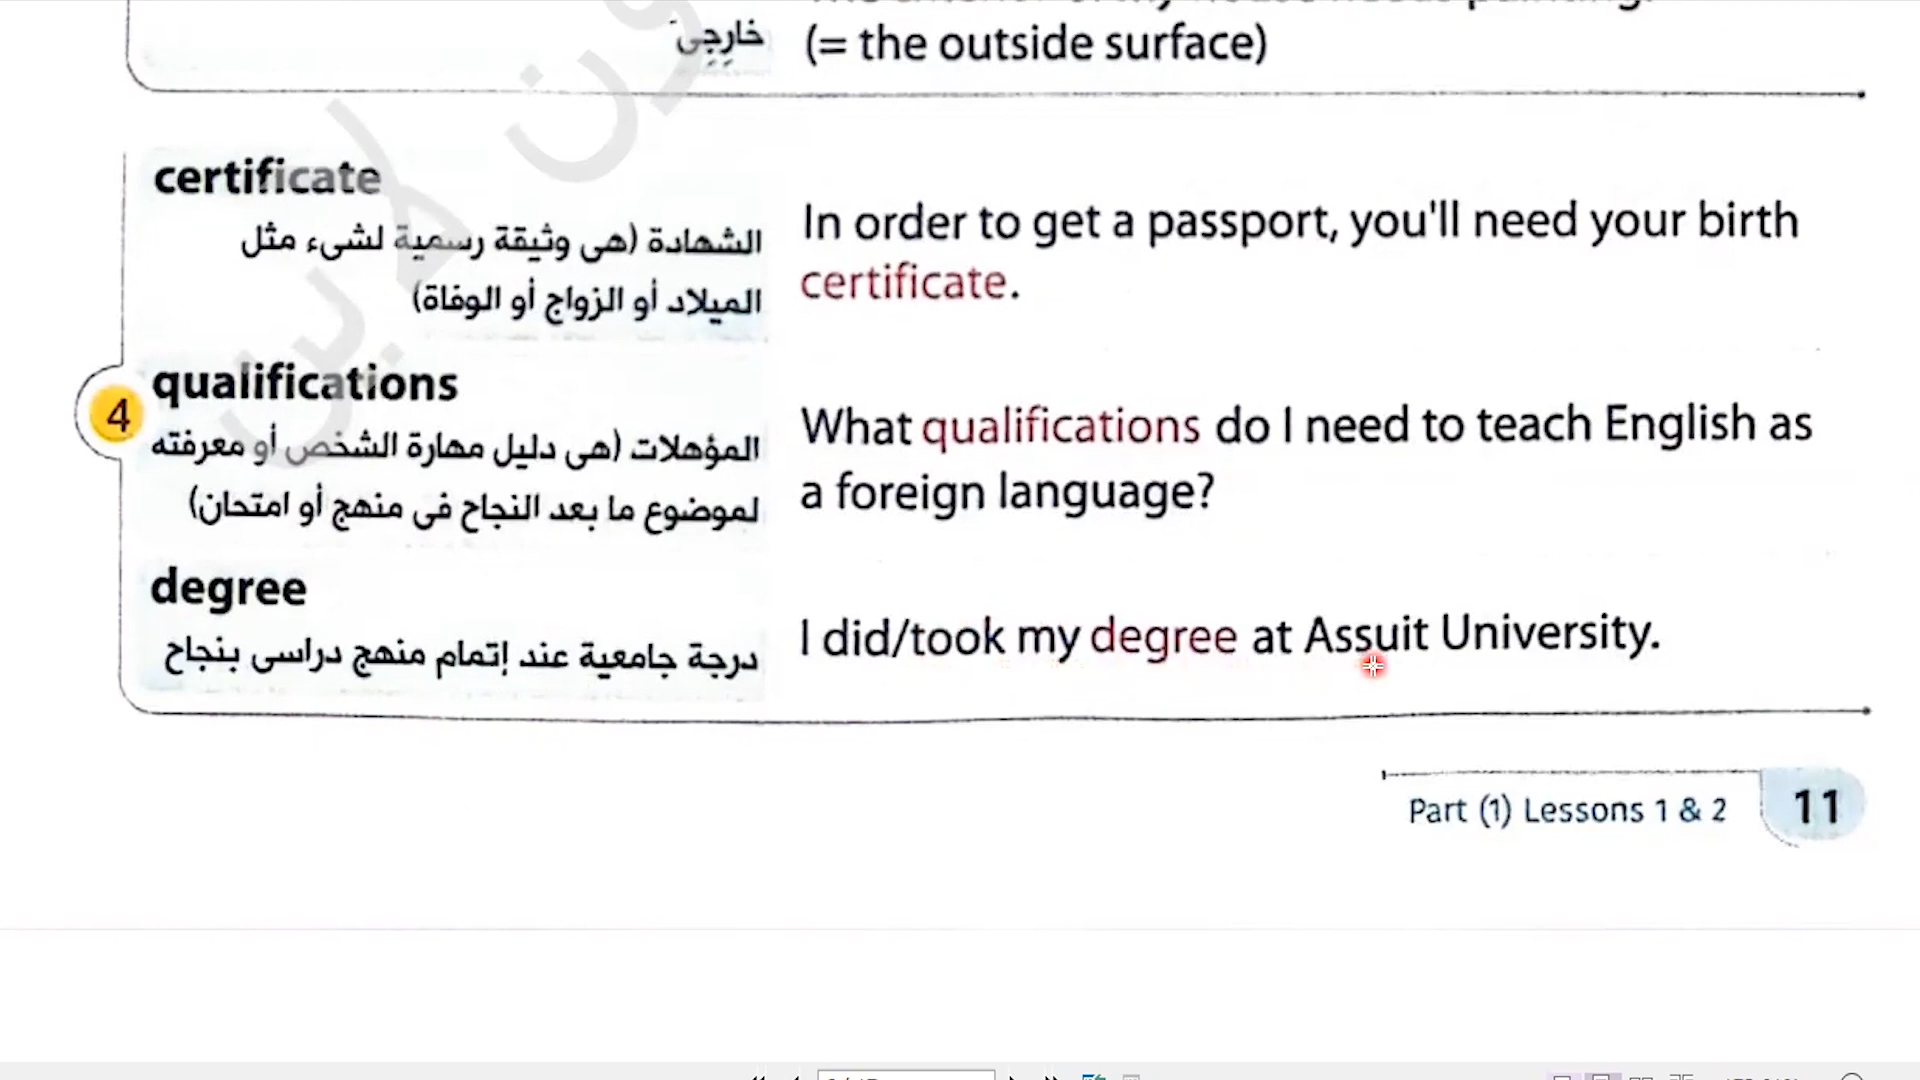 خارِجِىّ
(= the outside surface)
certificate
الشهادة (هى وثيقة رسمية لشىء مثل
الميلاد أو الزواج أو الوفاة)
In order to get a passport, you'll need your birth
certificate.
4
qualifications
المؤهلات (هى دليل مهارة الشخص أو معرفته
لموضوع ما بعد النجاح فى منهج أو امتحان)
What qualifications do I need to teach English as
a foreign language?
degree
درجة جامعية عند إتمام منهج دراسى بنجاح
I did/took my degree at Assuit University.
Part (1) Lessons 1 & 2
11